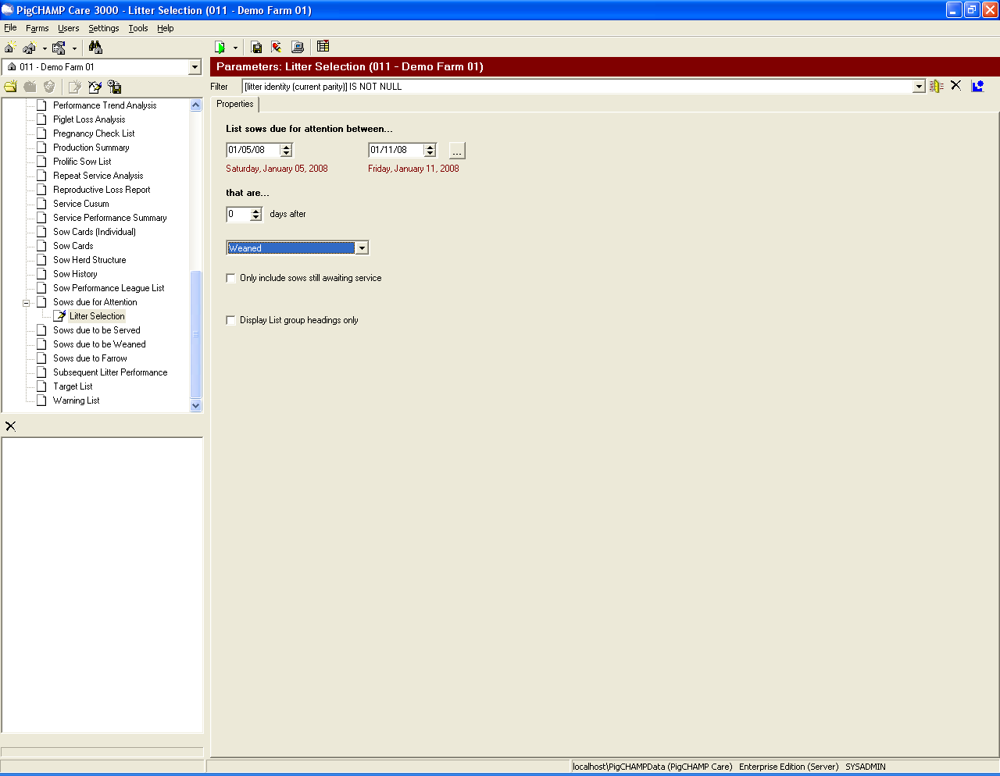 PigCHAMP Care 3000 - Litter Selection (011 - Demo Farm 01)
File Farms Users Settings Tools Help
011 - Demo Farm 01
Parameters: Litter Selection (011 - Demo Farm 01)
Filter [litter identity (current parity)] IS NOT NULL
Properties
Performance Trend Analysis
Piglet Loss Analysis
Pregnancy Check List
Production Summary
Prolific Sow List
Repeat Service Analysis
Reproductive Loss Report
Service Cusum
Service Performance Summary
Sow Cards (Individual)
Sow Cards
Sow Herd Structure
Sow History
Sow Performance League List
Sows due for Attention
Litter Selection
Sows due to be Served
Sows due to be Weaned
Sows due to Farrow
Subsequent Litter Performance
Target List
Warning List
List sows due for attention between...
01/05/08 01/11/08 ...
Saturday, January 05, 2008 Friday, January 11, 2008
that are...
0 days after
Weaned
Only include sows still awaiting service
Display List group headings only
localhost\PigCHAMPData (PigCHAMP Care) Enterprise Edition (Server) SYSADMIN